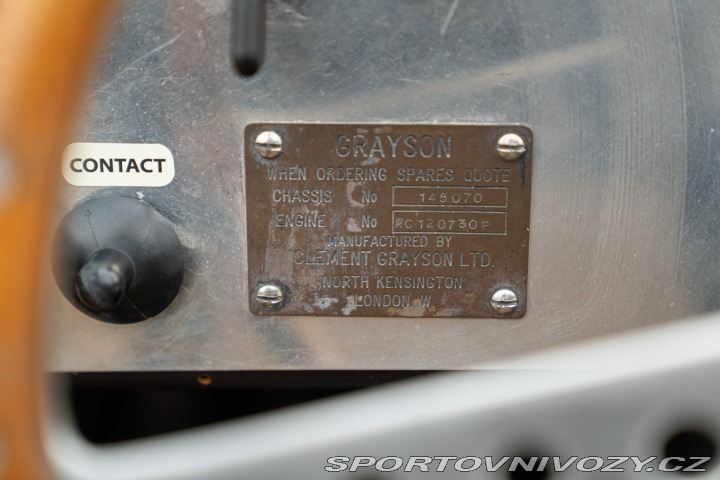 CONTACT
GRAYSON
WHEN ORDERING SPARES QUOTE
CHASSIS No 145070
ENGINE No RC120730P
MANUFACTURED BY
CLEMENT GRAYSON LTD.
NORTH KENSINGTON
LONDON. W.
SPORTOVNIVOZY.CZ